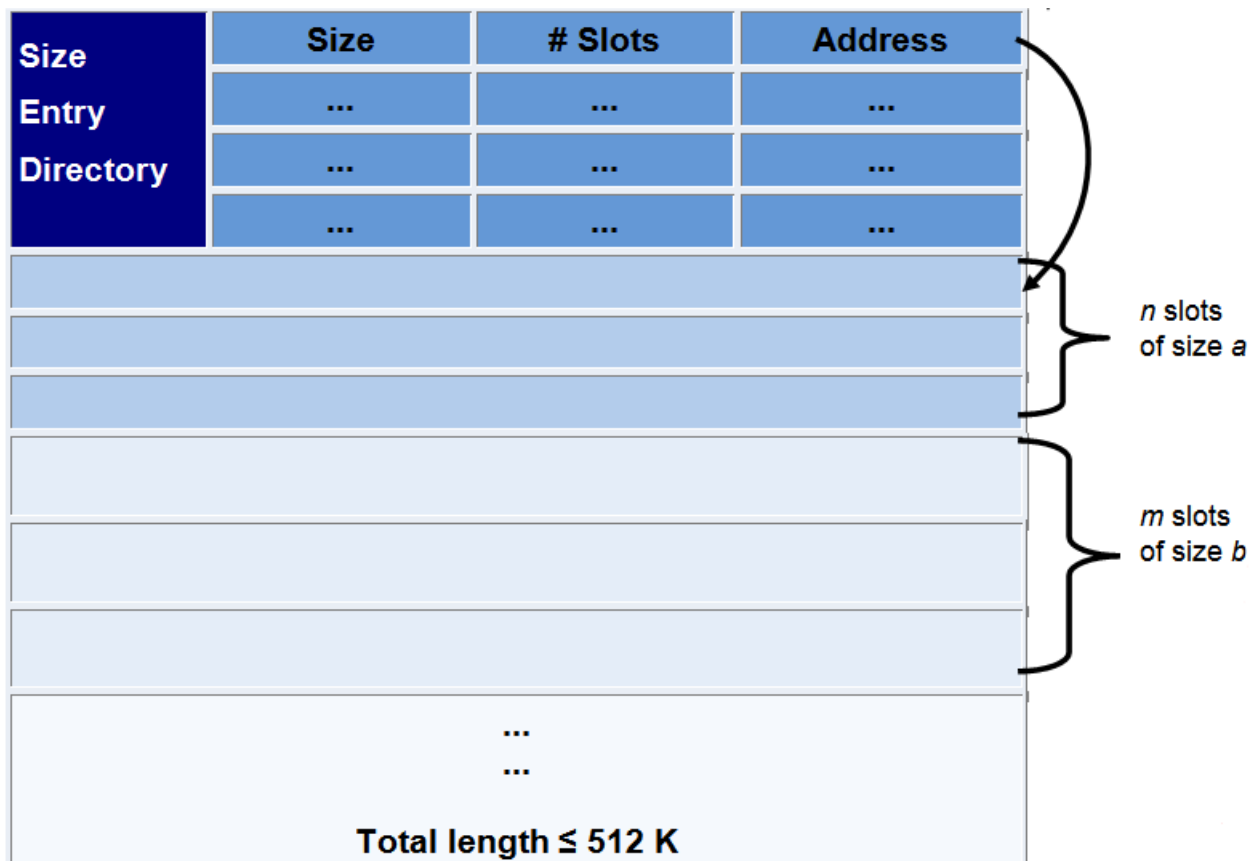 Size Entry Directory
Size # Slots Address
... ... ...
... ... ...
... ... ...
n slots
of size a
m slots
of size b
...
...
Total length ≤ 512 K